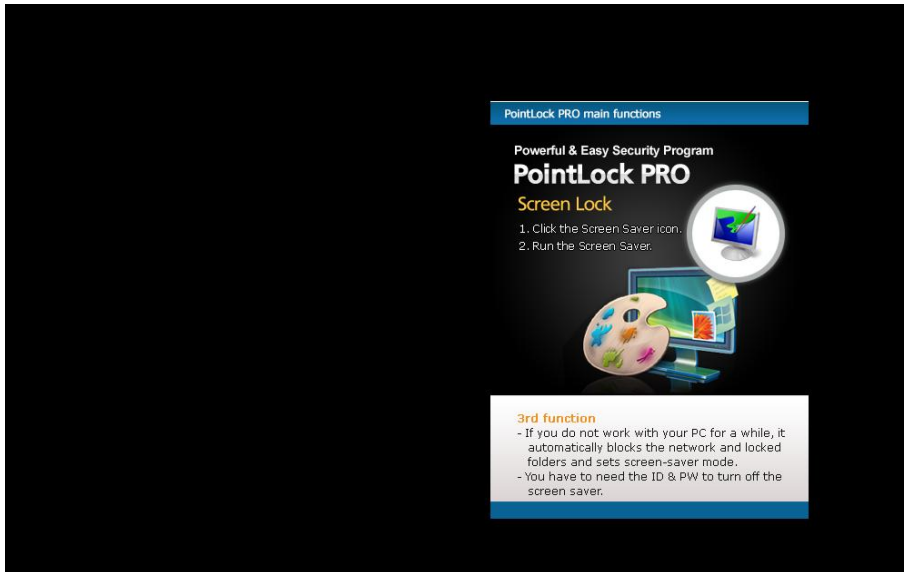 PointLock PRO main functions
Powerful & Easy Security Program
PointLock PRO
Screen Lock
1. Click the Screen Saver icon.
2. Run the Screen Saver.
3rd function
- If you do not work with your PC for a while, it
automatically blocks the network and locked
folders and sets screen-saver mode.
- You have to need the ID & PW to turn off the
screen saver.